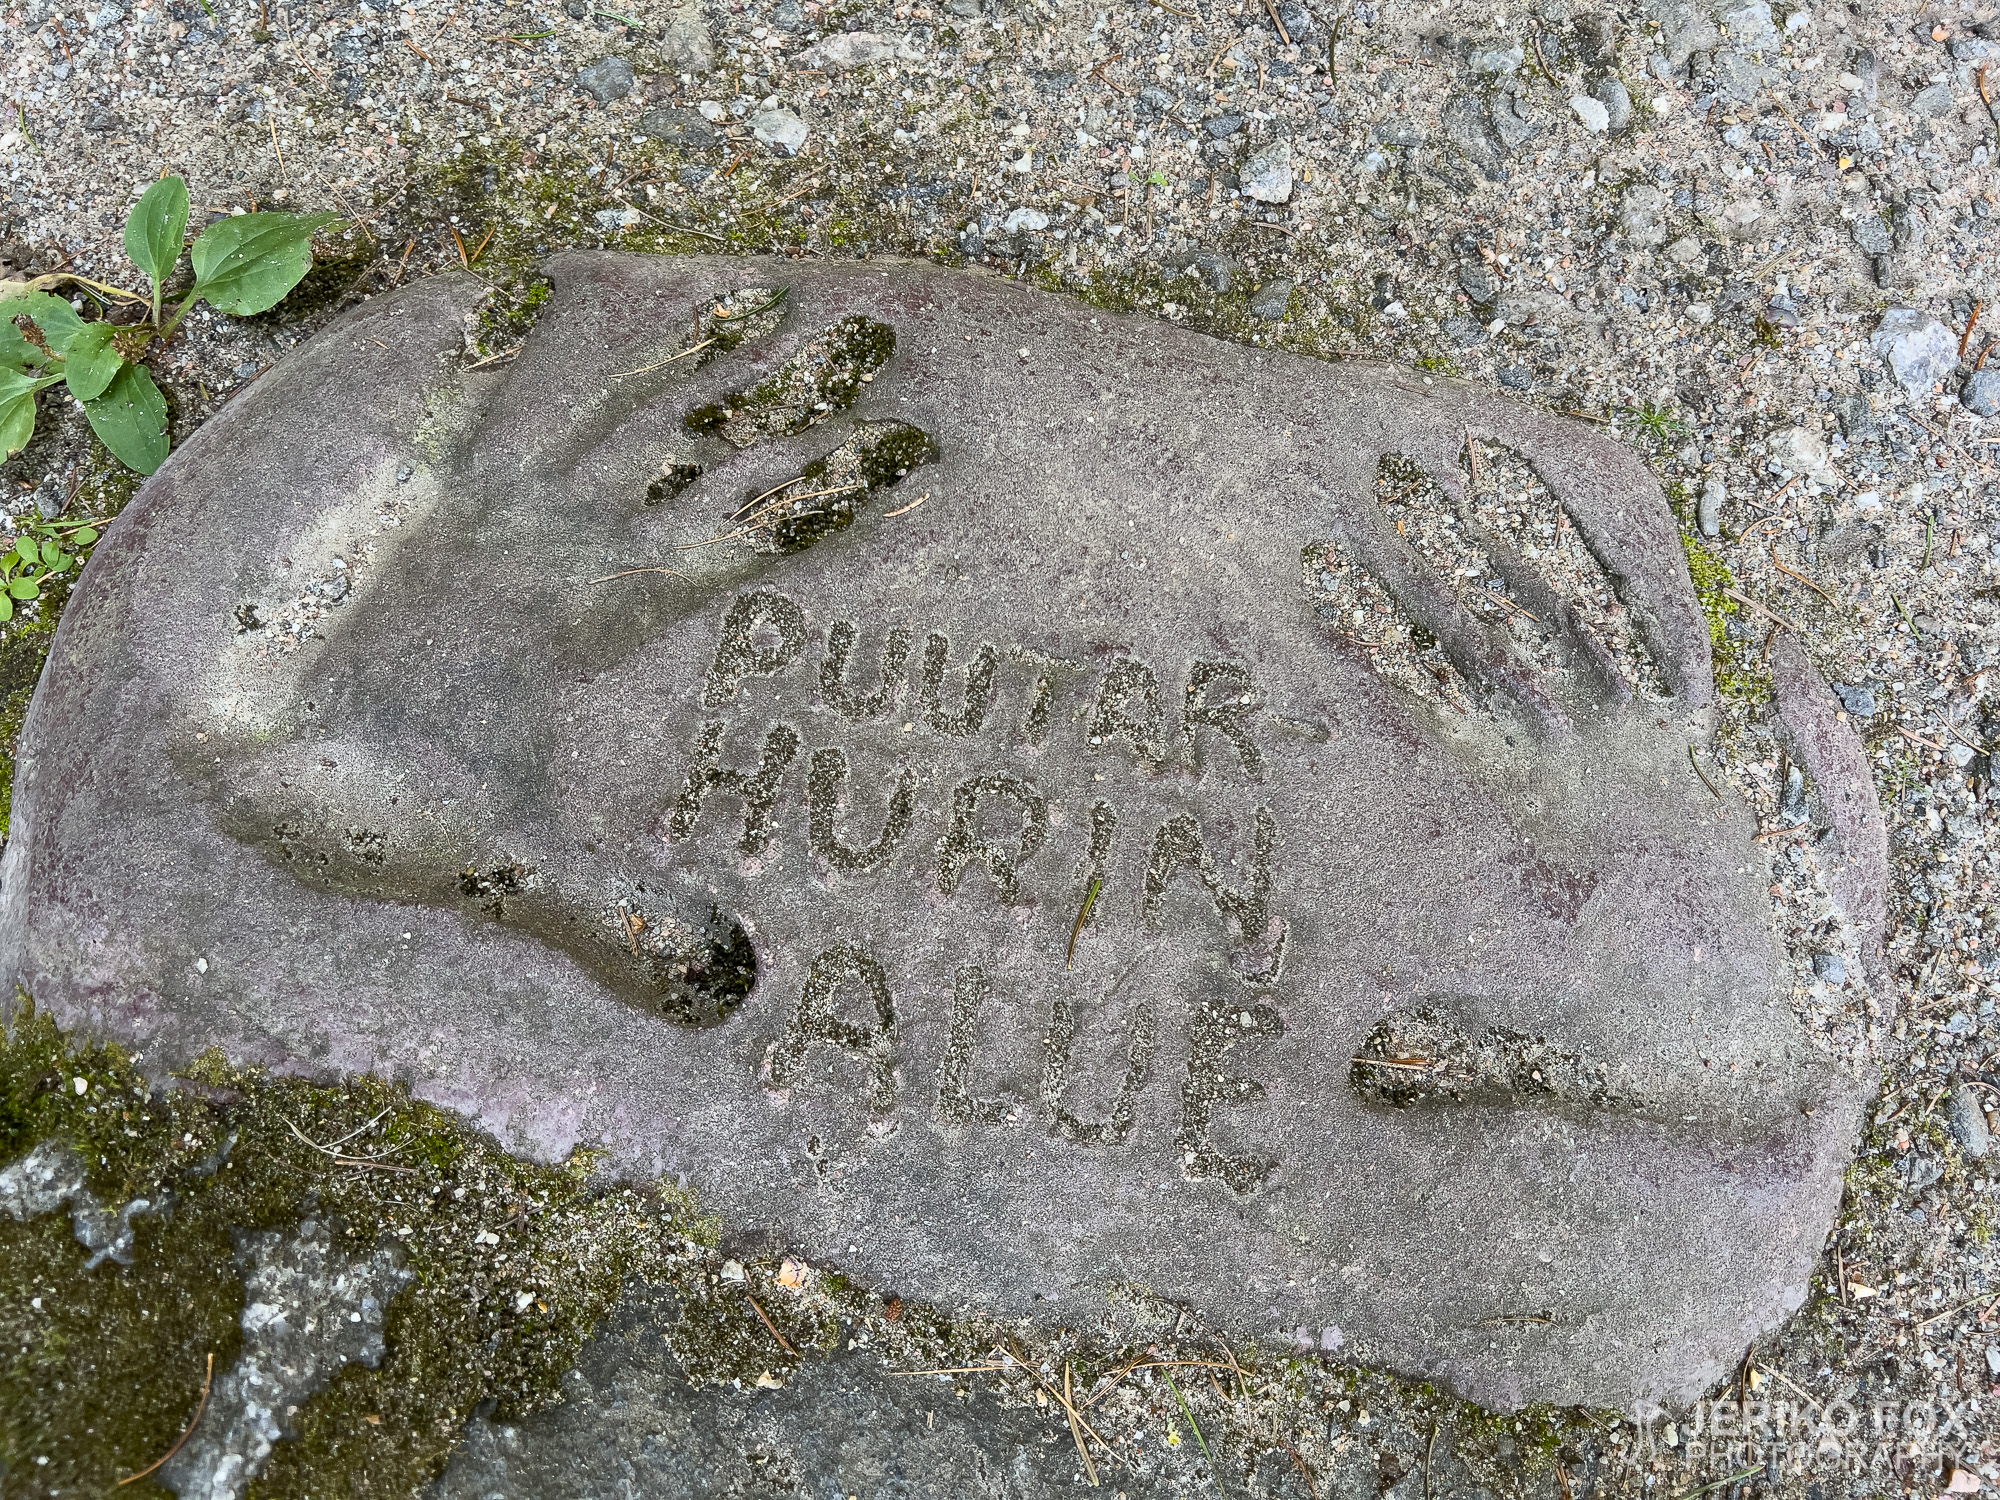 PUUTAR-
HURIN
ALUE
JERIKO FOX
PHOTOGRAPHY